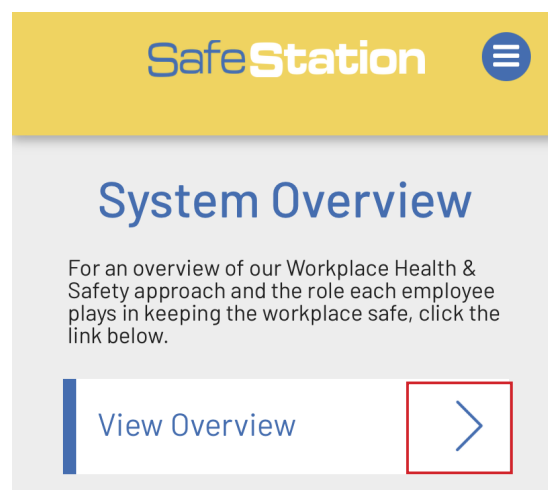 SafeStation
System Overview
For an overview of our Workplace Health &
Safety approach and the role each employee
plays in keeping the workplace safe, click the
link below.
View Overview